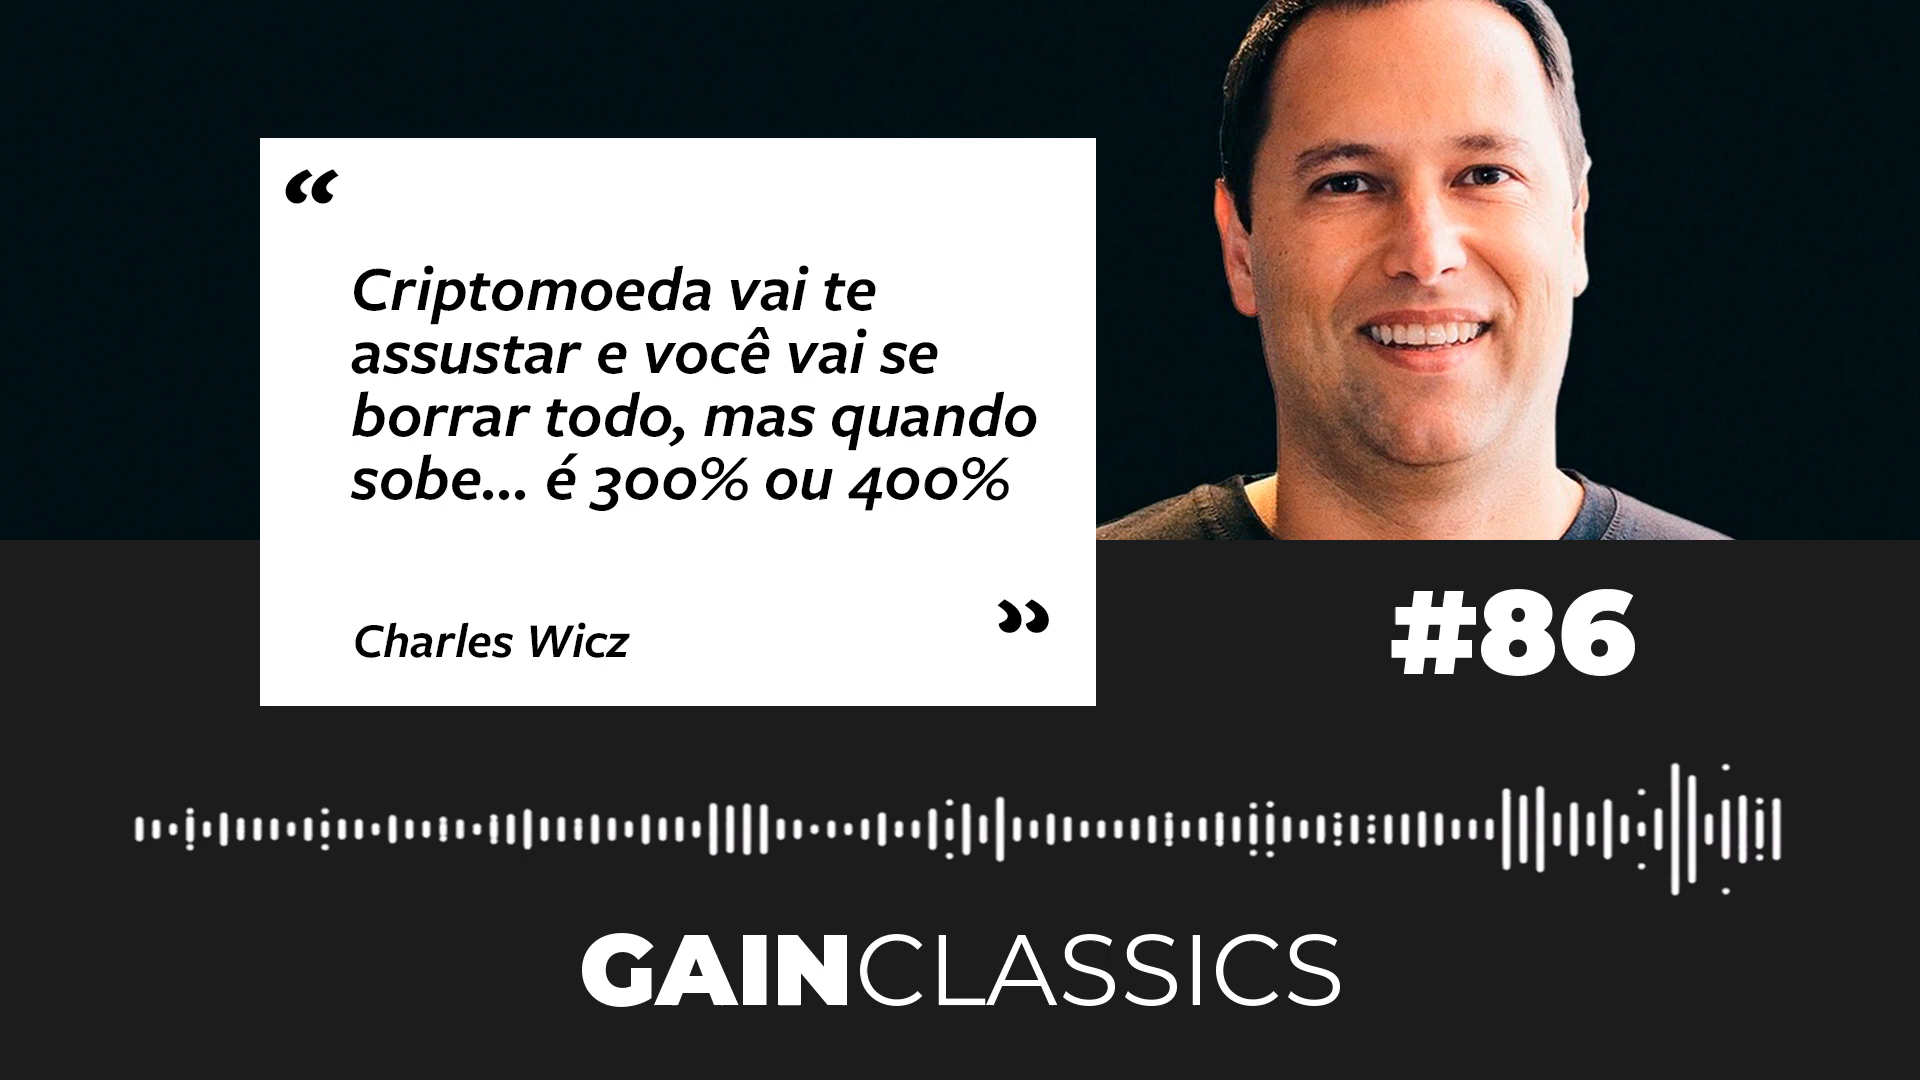 “
Criptomoeda vai te
assustar e você vai se
borrar todo, mas quando
sobe... é 300% ou 400%
”
Charles Wicz
#86
GAINCLASSICS